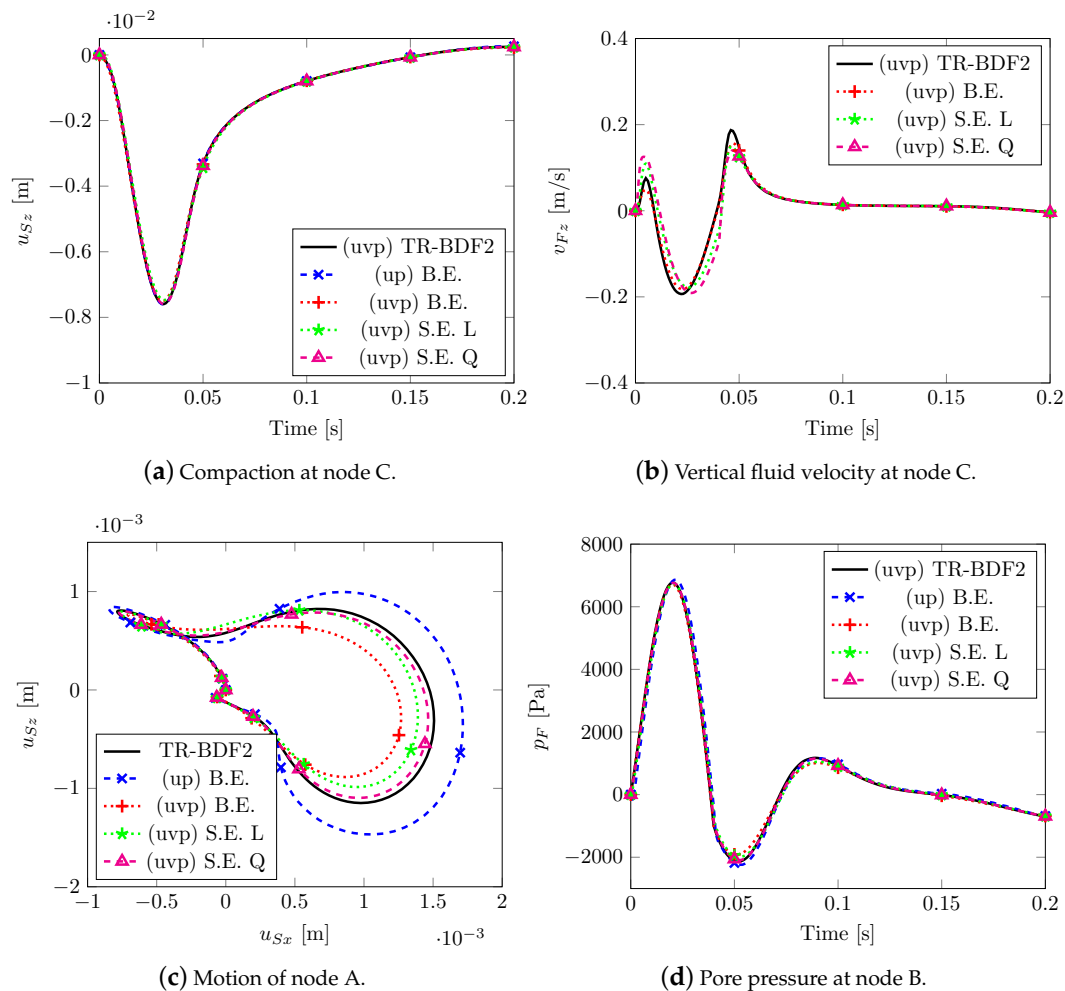 ·10−2
0
−0.2
−0.4
−0.6
−0.8
−1
0 0.05 0.1 0.15 0.2
Time [s]
uSz [m]
(uvp) TR-BDF2
(up) B.E.
(uvp) B.E.
(uvp) S.E. L
(uvp) S.E. Q
(a) Compaction at node C.
0.4
0.2
0
−0.2
−0.4
0 0.05 0.1 0.15 0.2
Time [s]
vFz [m/s]
(uvp) TR-BDF2
(uvp) B.E.
(uvp) S.E. L
(uvp) S.E. Q
(b) Vertical fluid velocity at node C.
·10−3
1
0
−1
−2
−1 −0.5 0 0.5 1 1.5 2
uSx [m]
·10−3
uSz [m]
TR-BDF2
(up) B.E.
(uvp) B.E.
(uvp) S.E. L
(uvp) S.E. Q
(c) Motion of node A.
8000
6000
4000
2000
0
−2000
0 0.05 0.1 0.15 0.2
Time [s]
pF [Pa]
(uvp) TR-BDF2
(up) B.E.
(uvp) B.E.
(uvp) S.E. L
(uvp) S.E. Q
(d) Pore pressure at node B.